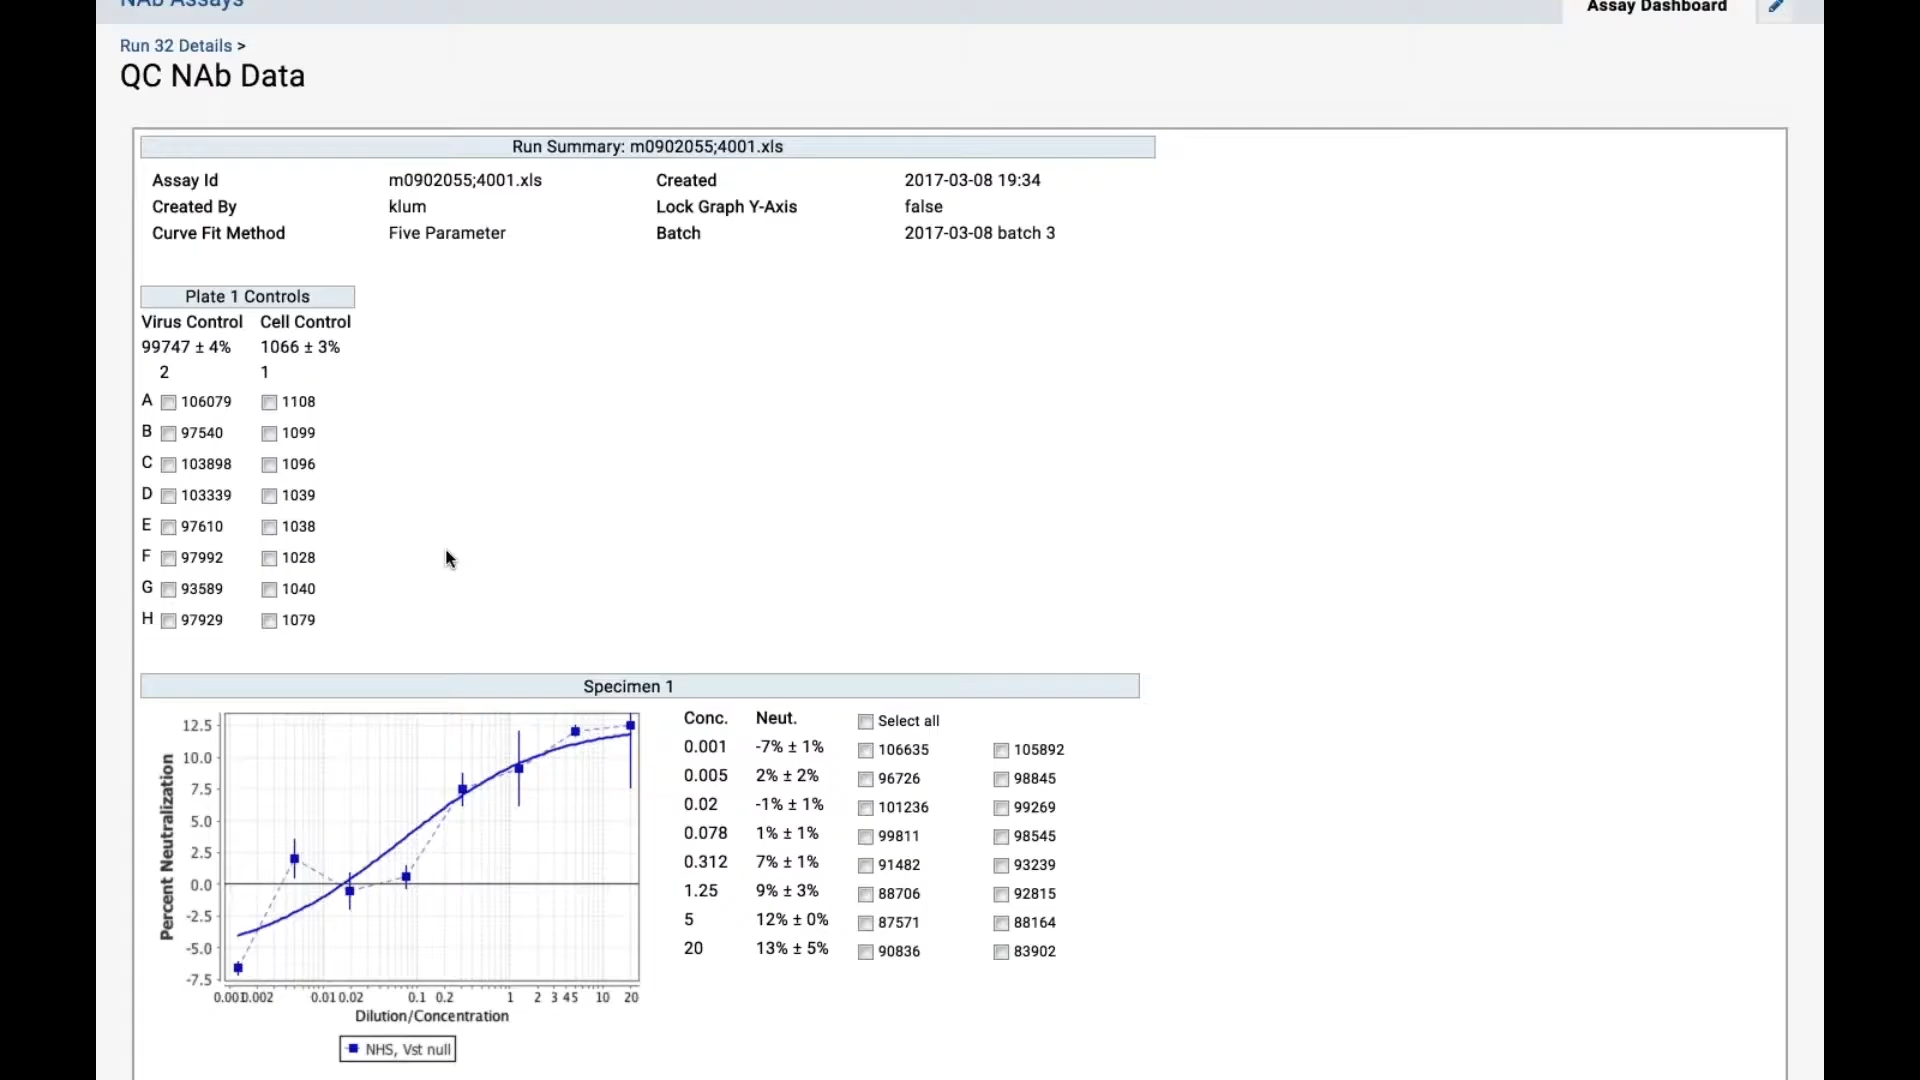 NAb Assays
Assay Dashboard
Run 32 Details >
QC NAb Data
Run Summary: m0902055;4001.xls
Assay Id m0902055;4001.xls Created 2017-03-08 19:34
Created By klum Lock Graph Y-Axis false
Curve Fit Method Five Parameter Batch 2017-03-08 batch 3
Plate 1 Controls
Virus Control Cell Control
99747 ± 4% 1066 ± 3%
2 1
A 106079 1108
B 97540 1099
C 103898 1096
D 103339 1039
E 97610 1038
F 97992 1028
G 93589 1040
H 97929 1079
Specimen 1
Percent Neutralization
12.5
10.0
7.5
5.0
2.5
0.0
-2.5
-5.0
-7.5
0.001 0.002 0.01 0.02 0.1 0.2 1 2 3 4 5 10 20
Dilution/Concentration
NHS, Vst null
Conc. Neut. Select all
0.001 -7% ± 1% 106635 105892
0.005 2% ± 2% 96726 98845
0.02 -1% ± 1% 101236 99269
0.078 1% ± 1% 99811 98545
0.312 7% ± 1% 91482 93239
1.25 9% ± 3% 88706 92815
5 12% ± 0% 87571 88164
20 13% ± 5% 90836 83902